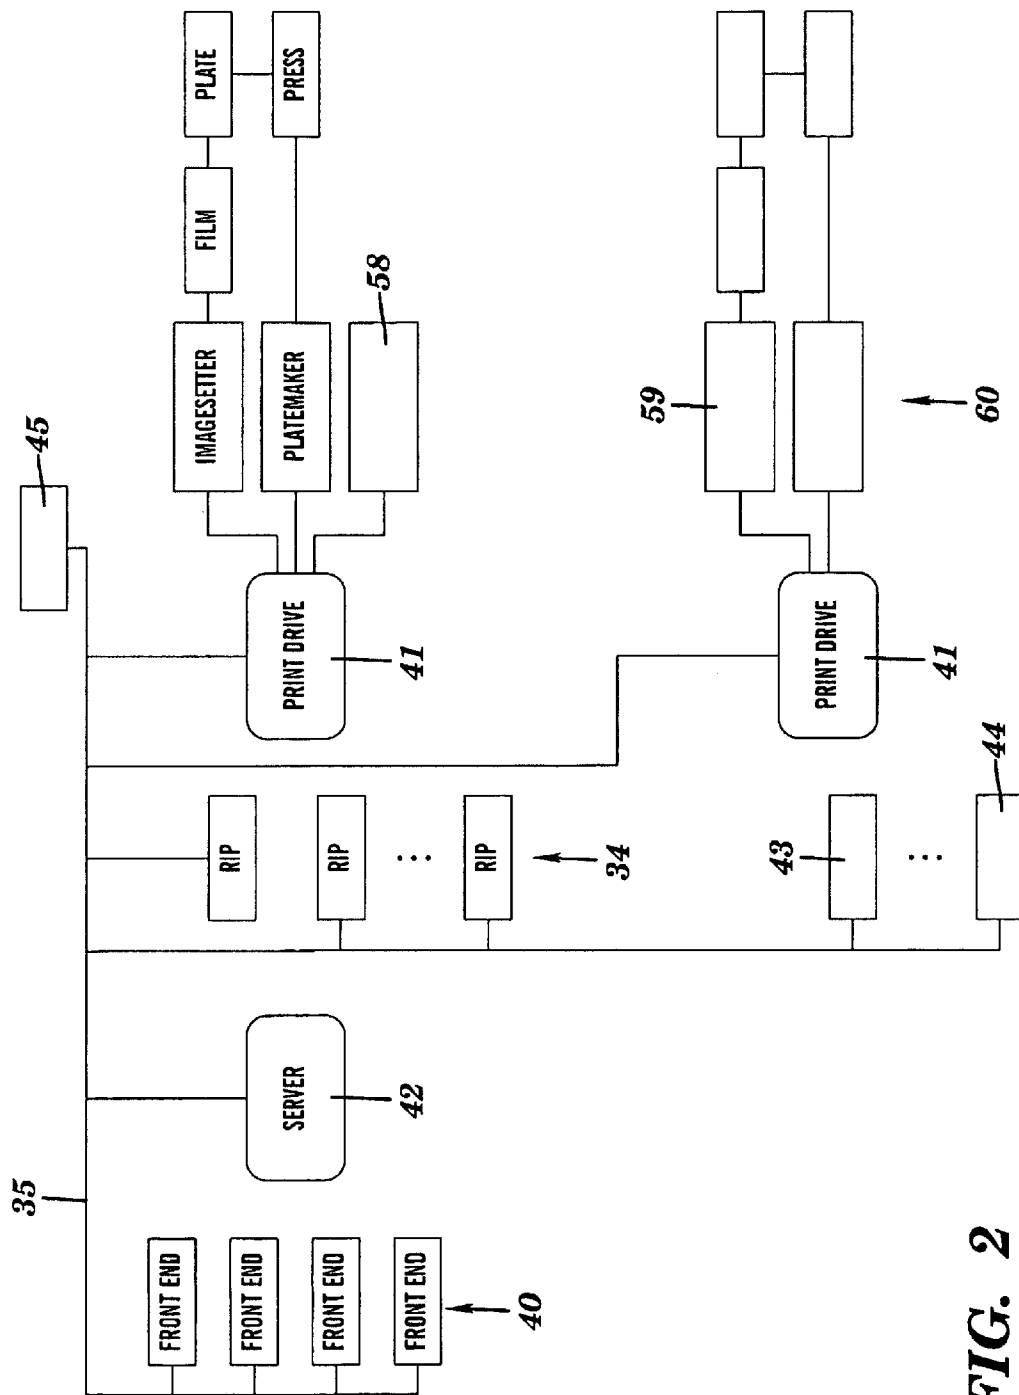 35
45
FRONT END
FRONT END
FRONT END
FRONT END
40
SERVER
42
RIP
RIP
...
RIP
34
43
...
44
PRINT DRIVE
41
PRINT DRIVE
41
IMAGESETTER
FILM
PLATE
PLATEMAKER
PRESS
58
59
60
FIG. 2